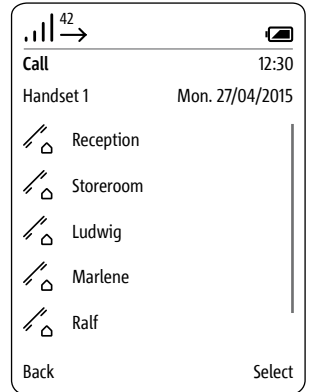 42
Call 12:30
Handset 1 Mon. 27/04/2015
Reception
Storeroom
Ludwig
Marlene
Ralf
Back Select